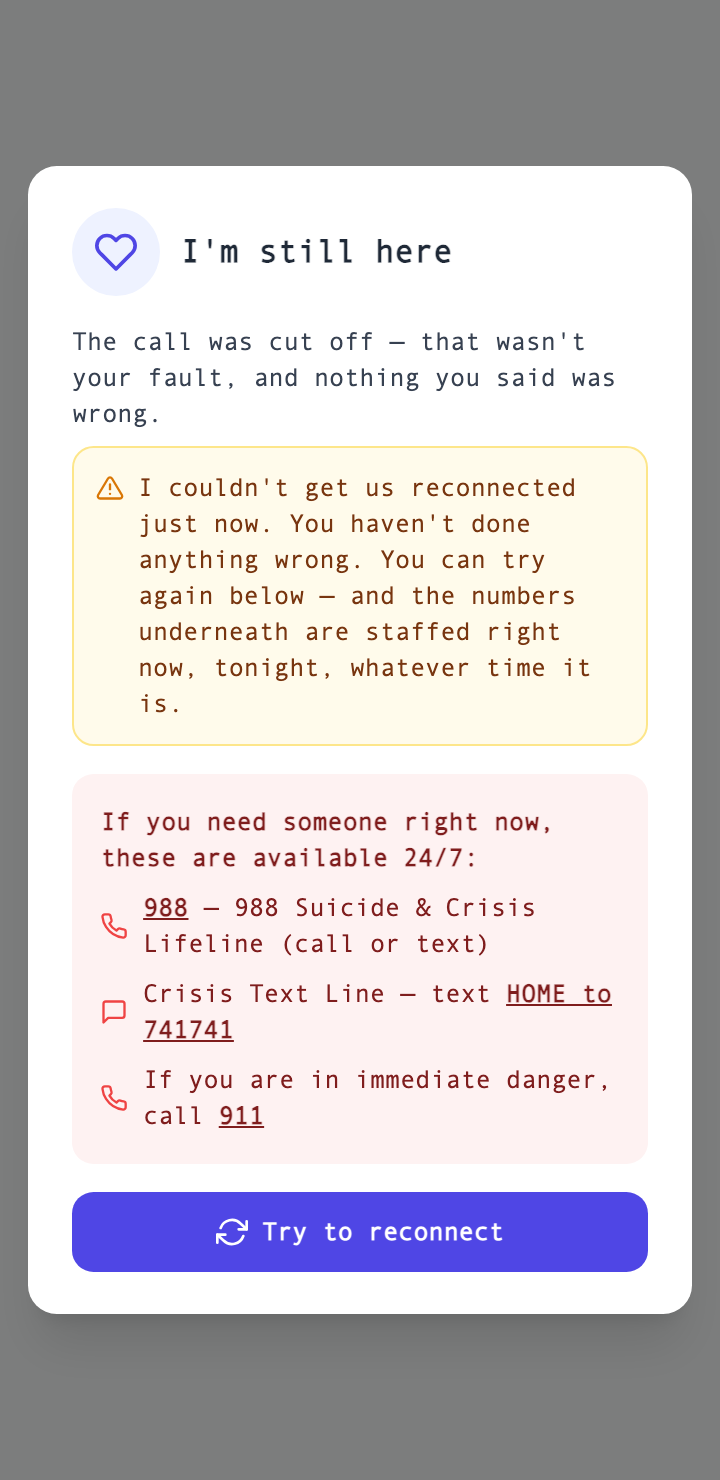 I'm still here
The call was cut off — that wasn't
your fault, and nothing you said was
wrong.
I couldn't get us reconnected
just now. You haven't done
anything wrong. You can try
again below — and the numbers
underneath are staffed right
now, tonight, whatever time it
is.
If you need someone right now,
these are available 24/7:
988 — 988 Suicide & Crisis
Lifeline (call or text)
Crisis Text Line — text HOME to
741741
If you are in immediate danger,
call 911
Try to reconnect